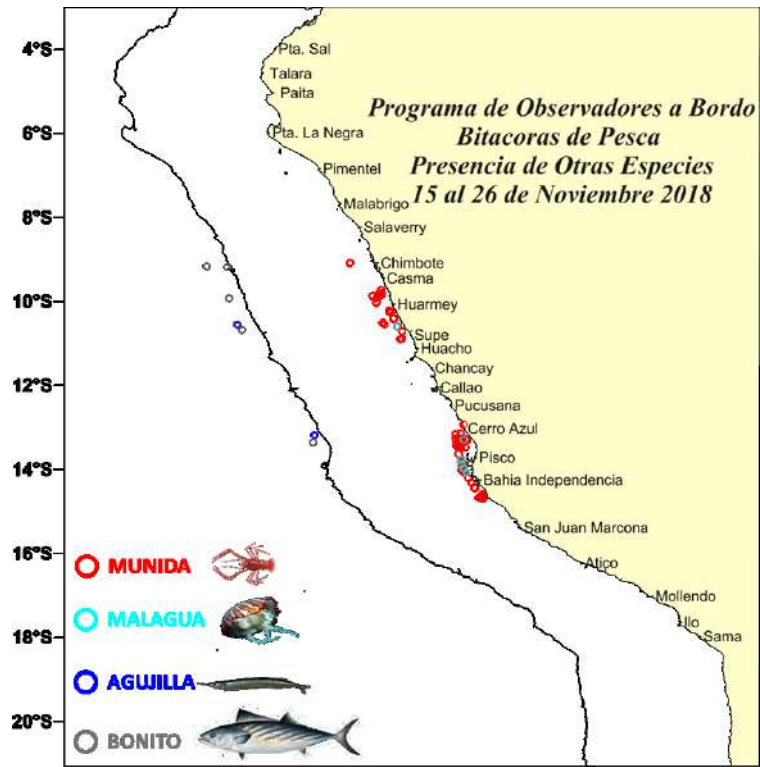 4°S
Pta. Sal
Talara
Paita
Programa de Observadores a Bordo
Bitacoras de Pesca
Presencia de Otras Especies
15 al 26 de Noviembre 2018
6°S
Pta. La Negra
Pimentel
Malabrigo
8°S
Salaverry
Chimbote
Casma
10°S
Huarmey
Supe
Huacho
Chancay
12°S
Callao
Pucusana
Cerro Azul
Pisco
14°S
Bahia Independencia
San Juan Marcona
16°S
Atico
MUNIDA
Mollendo
MALAGUA
Ilo
18°S
Sama
AGUJILLA
20°S
BONITO